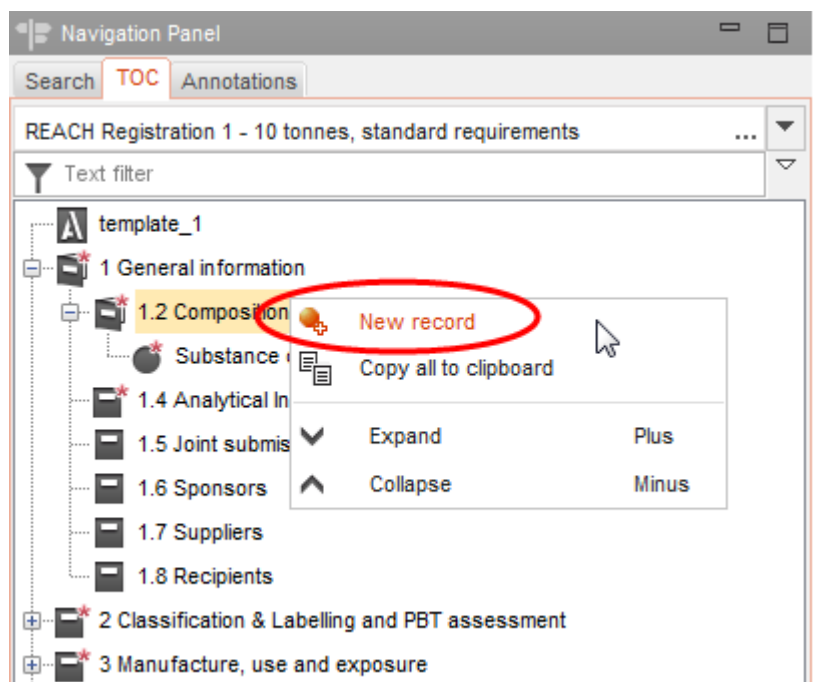 Navigation Panel
Search TOC Annotations
REACH Registration 1 - 10 tonnes, standard requirements ...
Text filter
template_1
1 General information
1.2 Composition
New record
Substance
Copy all to clipboard
1.4 Analytical In
Expand Plus
1.5 Joint submis
Collapse Minus
1.6 Sponsors
1.7 Suppliers
1.8 Recipients
2 Classification & Labelling and PBT assessment
3 Manufacture, use and exposure